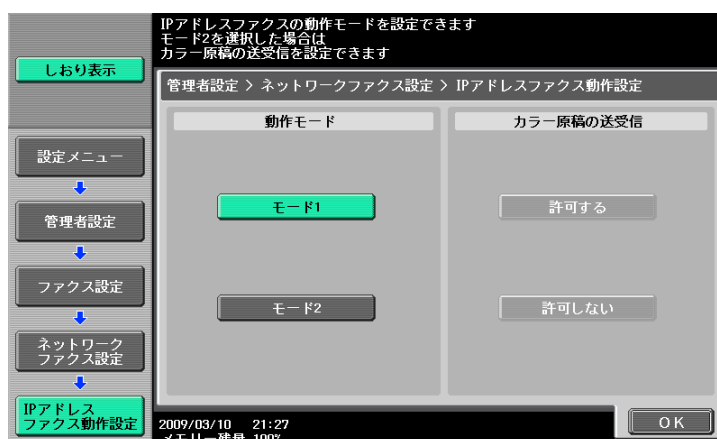 IPアドレスファクスの動作モードを設定できます
モード2を選択した場合は
カラー原稿の送受信を設定できます
しおり表示
管理者設定 > ネットワークファクス設定 > IPアドレスファクス動作設定
動作モード
カラー原稿の送受信
設定メニュー
モード1
許可する
管理者設定
ファクス設定
モード2
許可しない
ネットワーク
ファクス設定
IPアドレス
ファクス動作設定
2009/03/10 21:27
メモリー残量 100%
OK